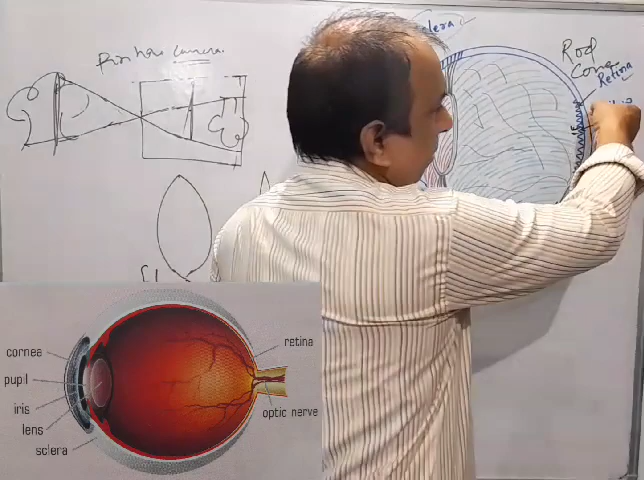 Pin hole camera.
Sclera
Rod
Cone
Retina
cornea
pupil
iris
lens
sclera
retina
optic nerve